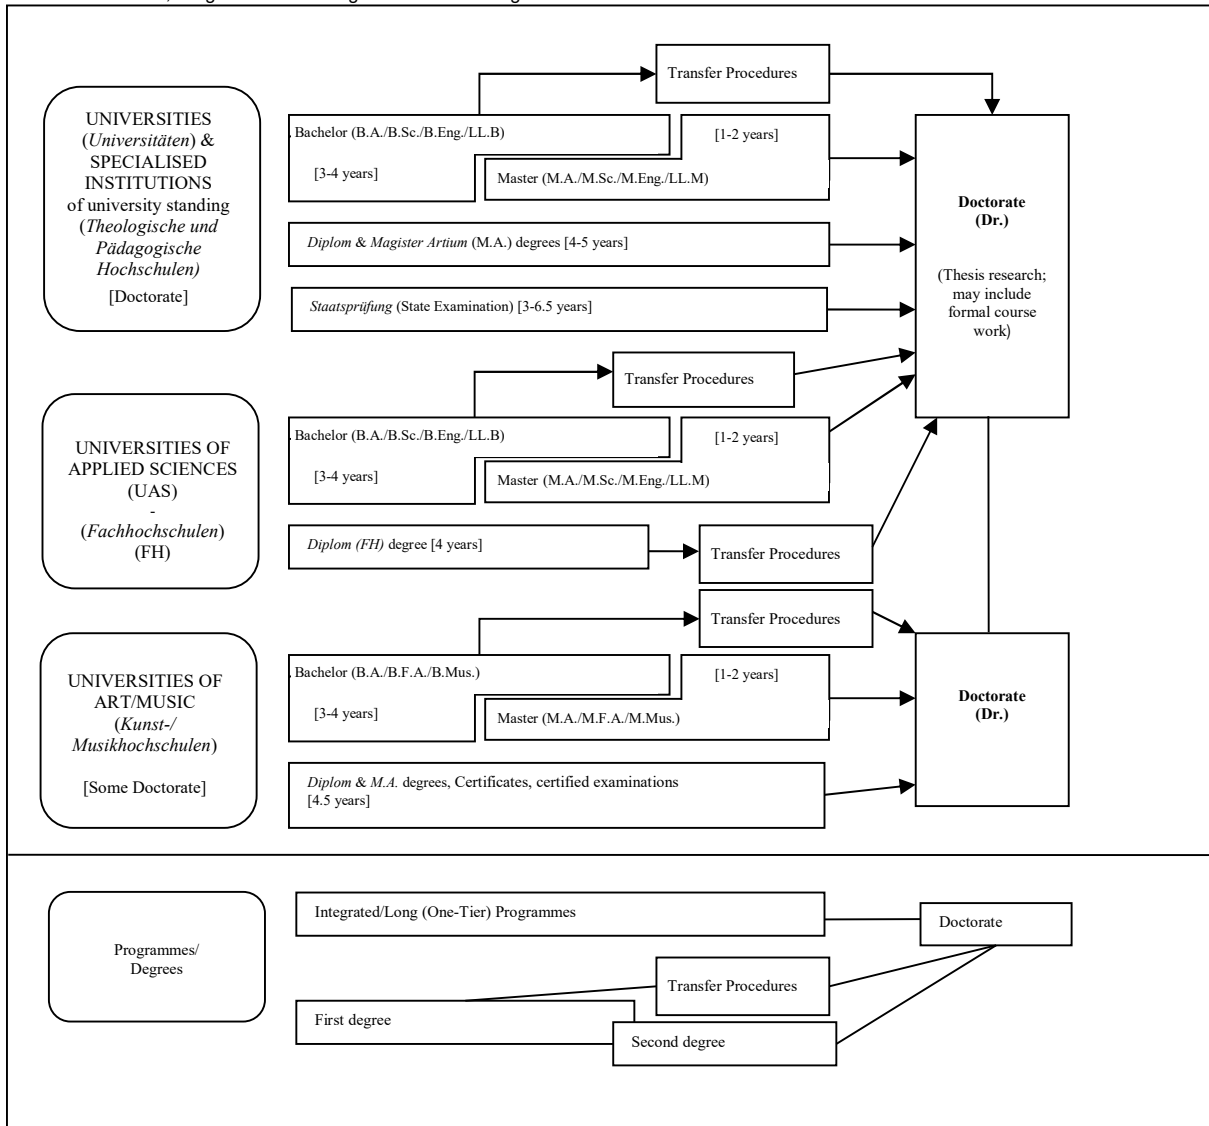 Transfer Procedures
UNIVERSITIES
(Universitäten) &
SPECIALISED
INSTITUTIONS
of university standing
(Theologische und
Pädagogische
Hochschulen)
[Doctorate]
Bachelor (B.A./B.Sc./B.Eng./LL.B)
[3-4 years]
[1-2 years]
Master (M.A./M.Sc./M.Eng./LL.M)
Diplom & Magister Artium (M.A.) degrees [4-5 years]
Staatsprüfung (State Examination) [3-6.5 years]
Doctorate
(Dr.)
(Thesis research;
may include
formal course
work)
Transfer Procedures
UNIVERSITIES OF
APPLIED SCIENCES
(UAS)
-
(Fachhochschulen)
(FH)
Bachelor (B.A./B.Sc./B.Eng./LL.B)
[3-4 years]
[1-2 years]
Master (M.A./M.Sc./M.Eng./LL.M)
Diplom (FH) degree [4 years]
Transfer Procedures
Transfer Procedures
UNIVERSITIES OF
ART/MUSIC
(Kunst-/
Musikhochschulen)
[Some Doctorate]
Bachelor (B.A./B.F.A./B.Mus.)
[3-4 years]
[1-2 years]
Master (M.A./M.F.A./M.Mus.)
Diplom & M.A. degrees, Certificates, certified examinations
[4.5 years]
Doctorate
(Dr.)
Programmes/
Degrees
Integrated/Long (One-Tier) Programmes
Doctorate
Transfer Procedures
First degree
Second degree